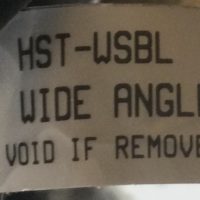 HST-WSBL
WIDE ANGL
VOID IF REMOVE